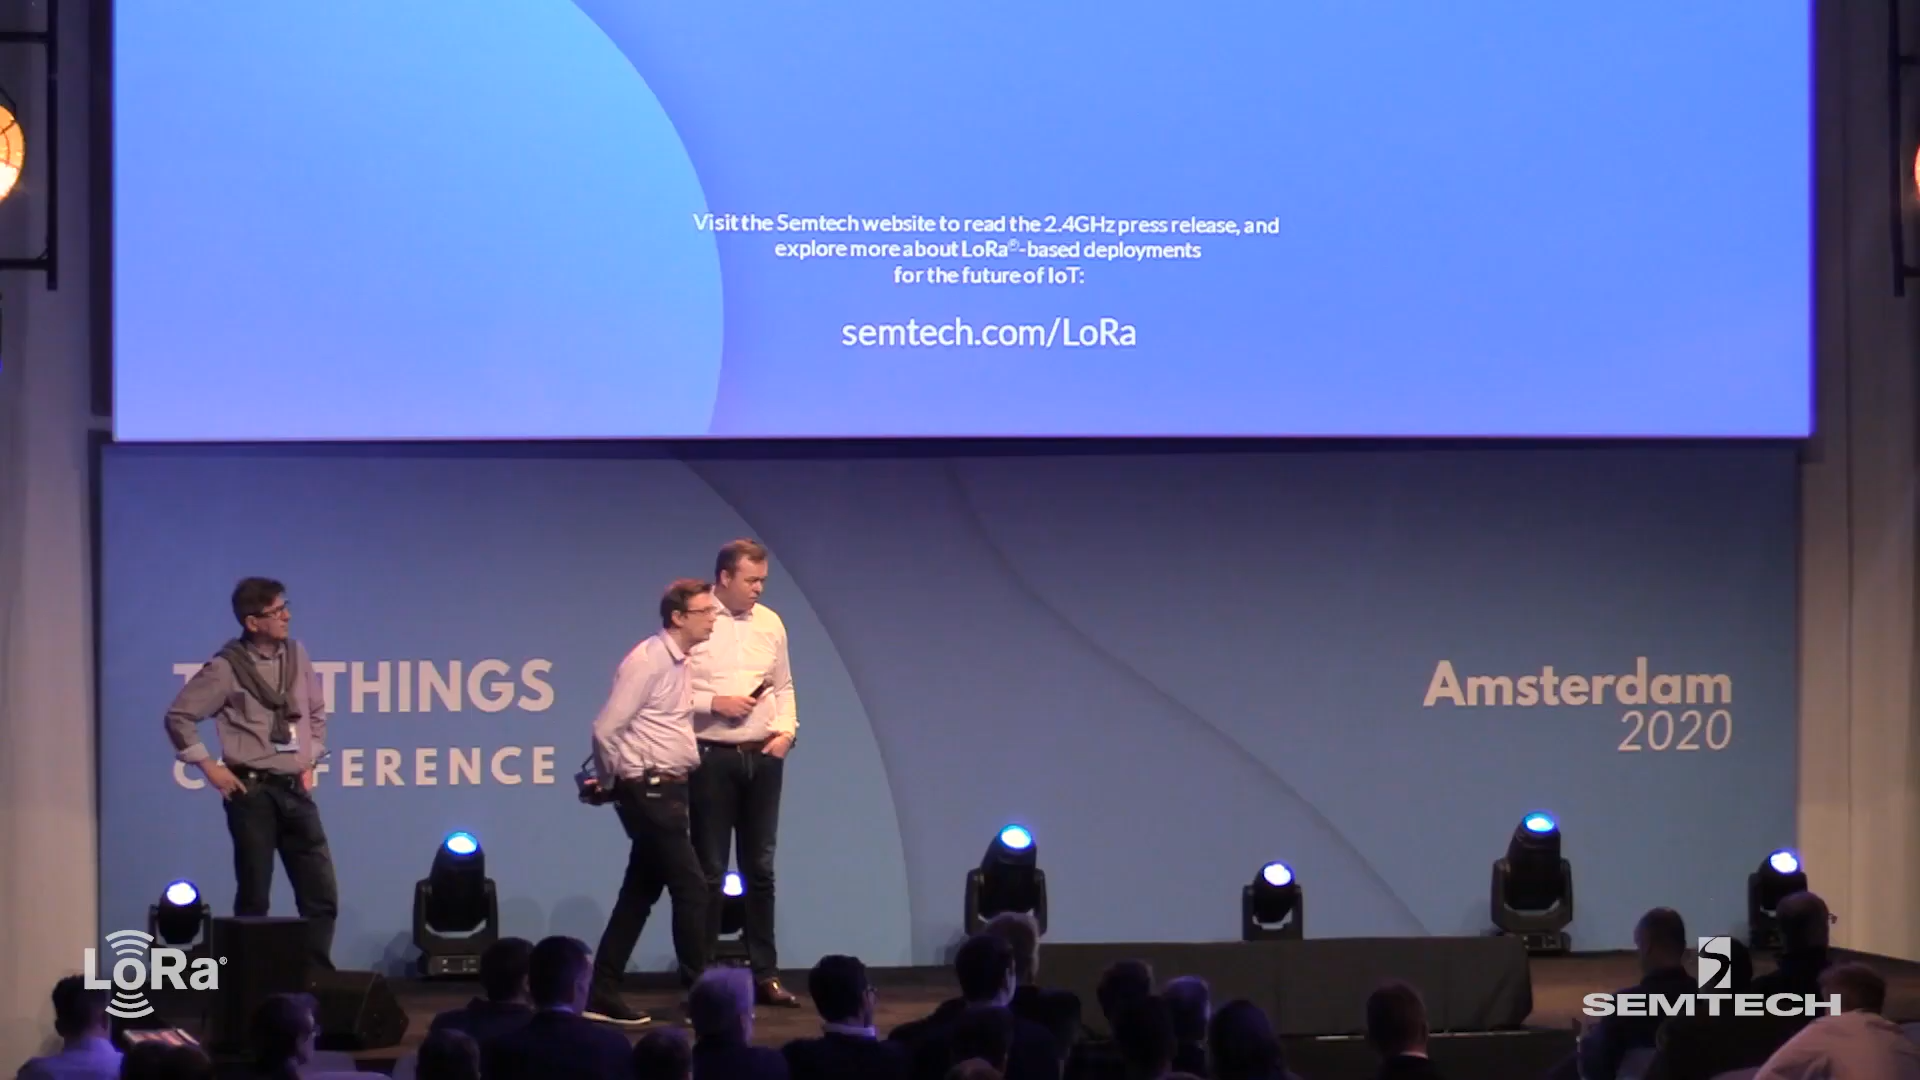 Visit the Semtech website to read the 2.4GHz press release, and
explore more about LoRa®-based deployments
for the future of IoT:
semtech.com/LoRa
THINGS
Amsterdam
2020
LoRa®
SEMTECH